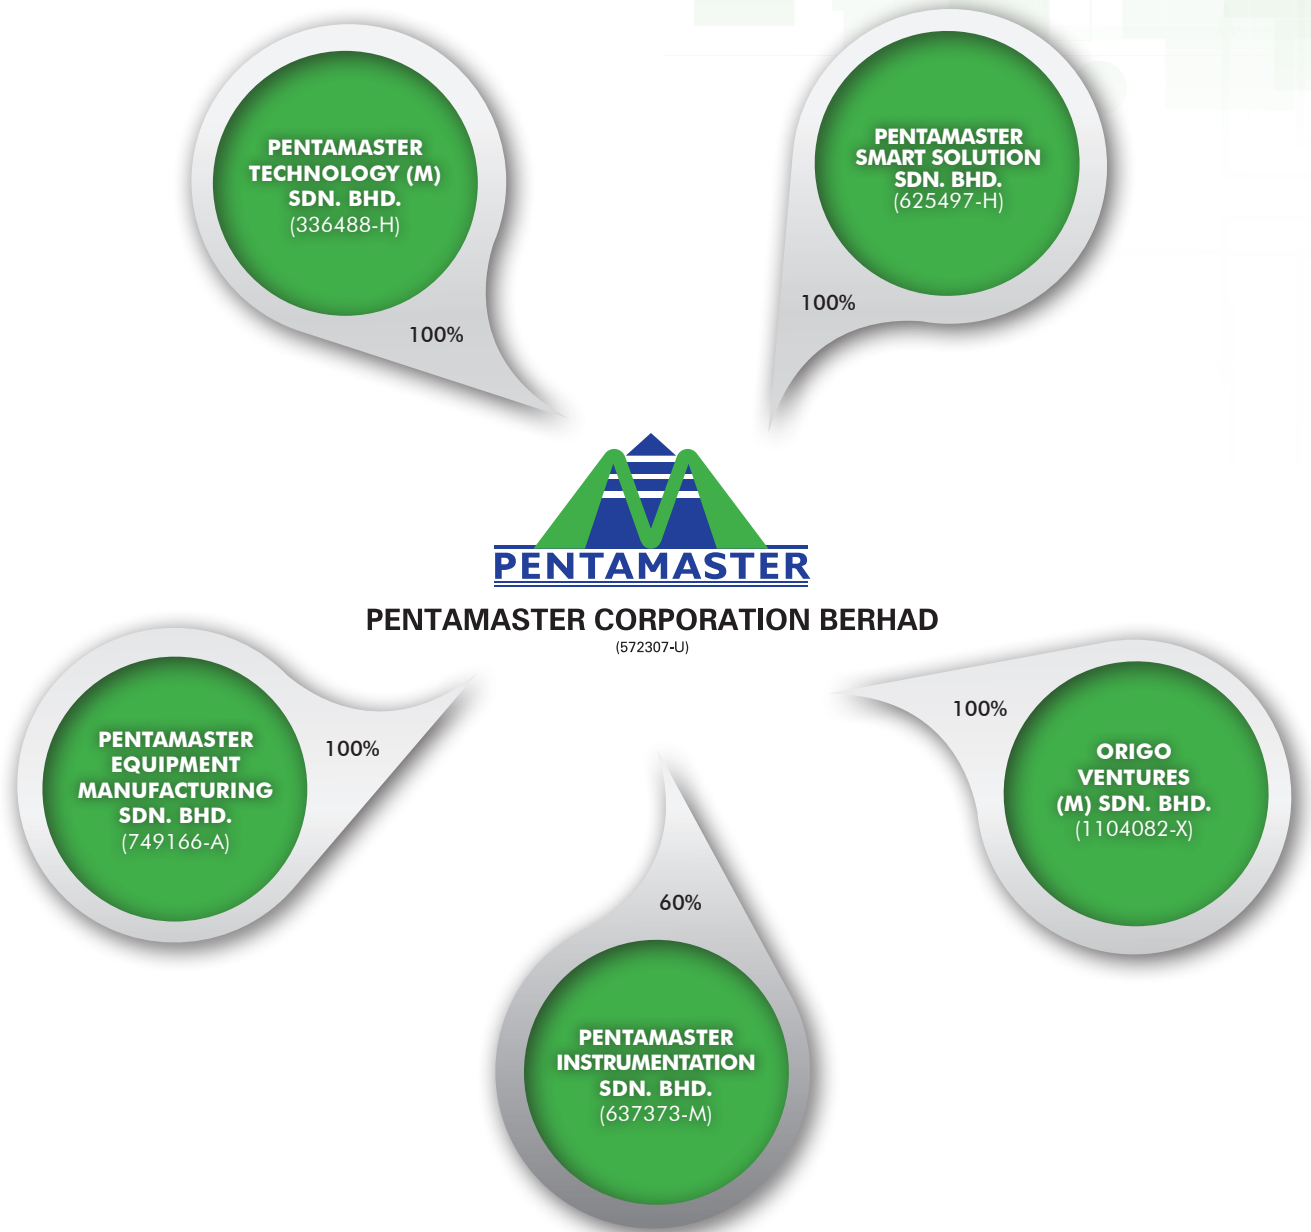 PENTAMASTER
TECHNOLOGY (M)
SDN. BHD.
(336488-H)
100%
PENTAMASTER
SMART SOLUTION
SDN. BHD.
(625497-H)
100%
PENTAMASTER
PENTAMASTER CORPORATION BERHAD
(572307-U)
PENTAMASTER
EQUIPMENT
MANUFACTURING
SDN. BHD.
(749166-A)
100%
100%
ORIGO
VENTURES
(M) SDN. BHD.
(1104082-X)
60%
PENTAMASTER
INSTRUMENTATION
SDN. BHD.
(637373-M)